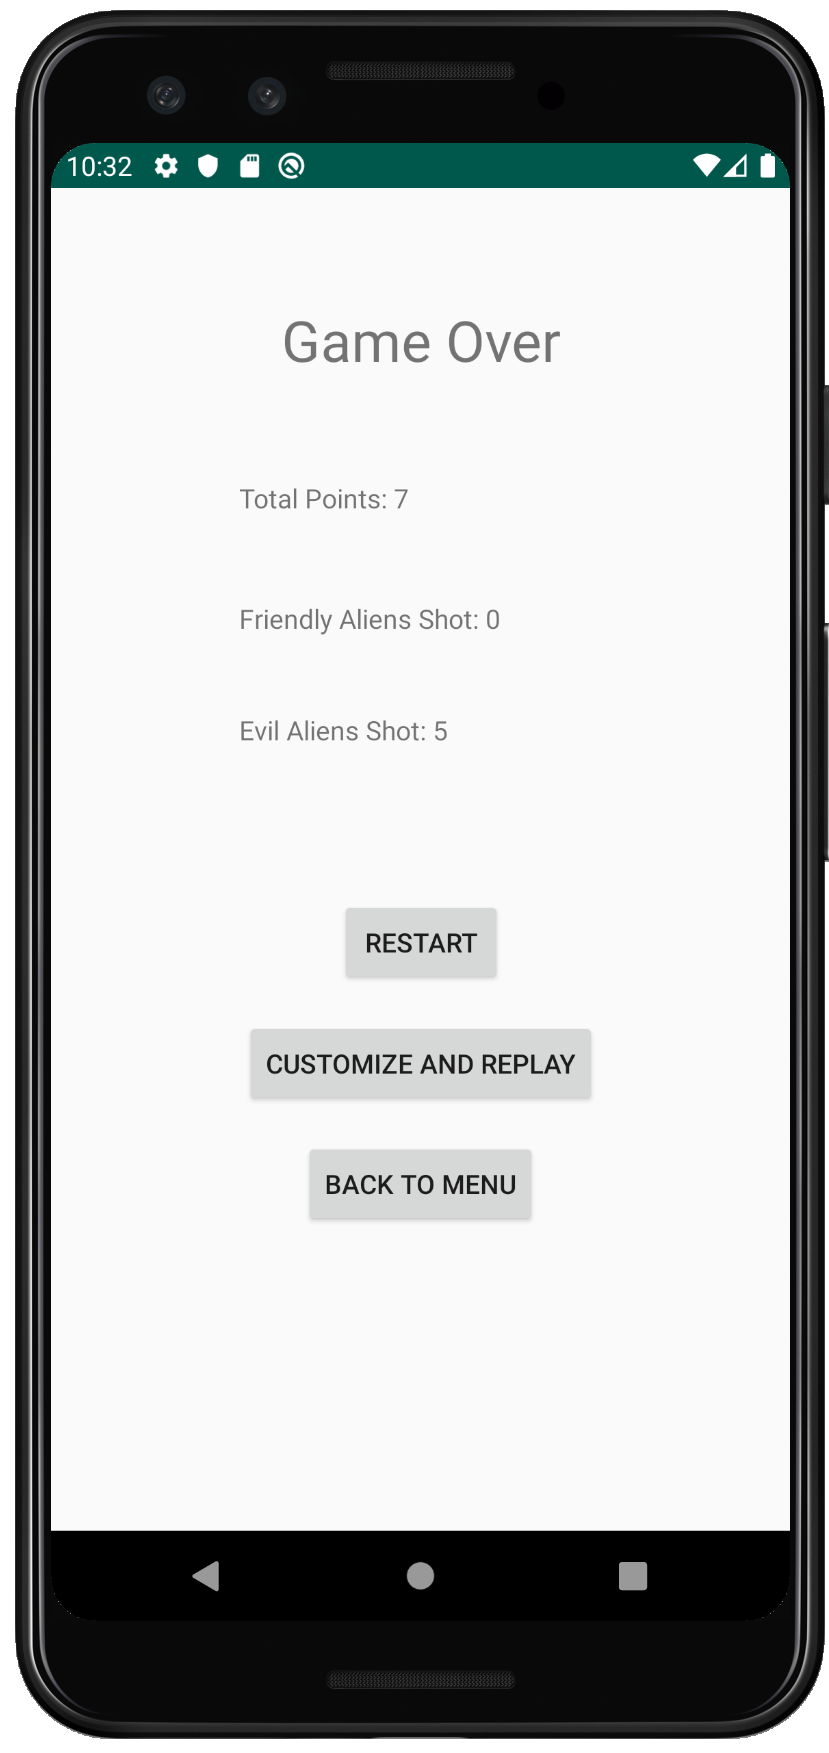 10:32
Game Over
Total Points: 7
Friendly Aliens Shot: 0
Evil Aliens Shot: 5
RESTART
CUSTOMIZE AND REPLAY
BACK TO MENU